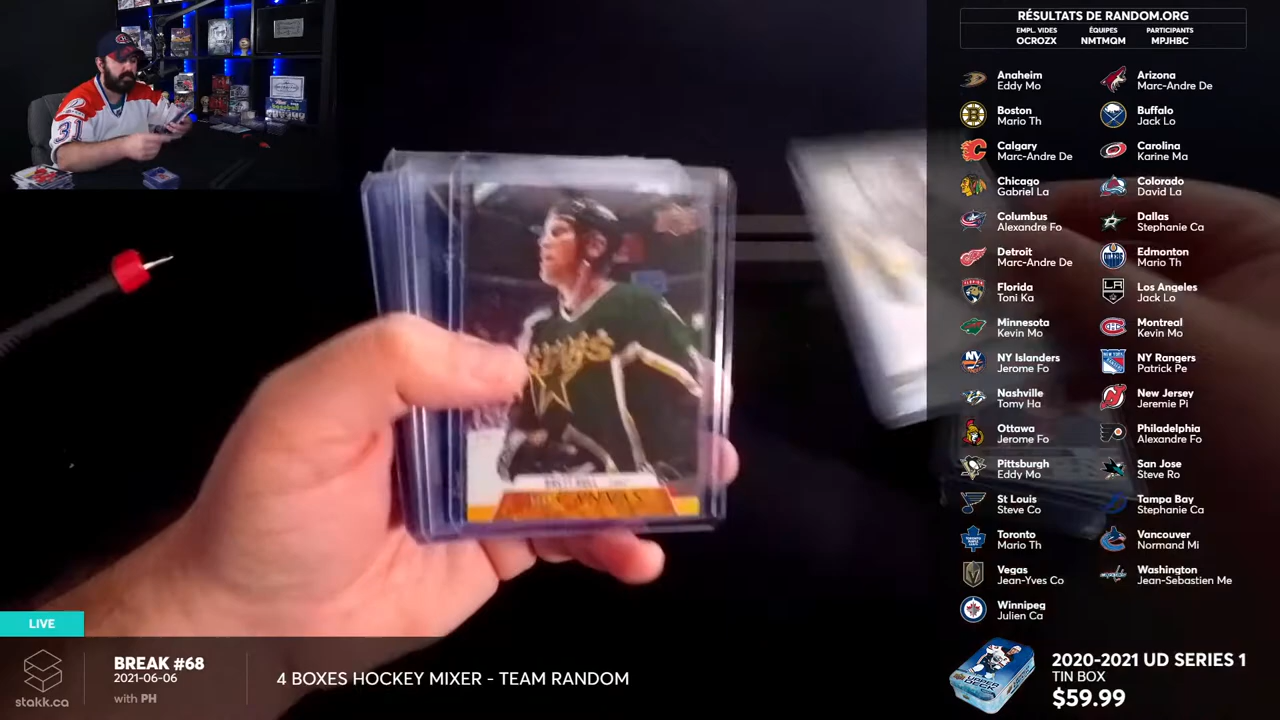 RÉSULTATS DE RANDOM.ORG
EMPL. VIDES ÉQUIPES PARTICIPANTS
OCROZX NMTMQM MPJHBC
Anaheim Arizona
Eddy Mo Marc-Andre De
Boston Buffalo
Mario Th Jack Lo
Calgary Carolina
Marc-Andre De Karine Ma
Chicago Colorado
Gabriel La David La
Columbus Dallas
Alexandre Fo Stephanie Ca
Detroit Edmonton
Marc-Andre De Mario Th
Florida Los Angeles
Toni Ka Jack Lo
Minnesota Montreal
Kevin Mo Kevin Mo
NY Islanders NY Rangers
Jerome Fo Patrick Pe
Nashville New Jersey
Tomy Ha Jeremie Pi
Ottawa Philadelphia
Jerome Fo Alexandre Fo
Pittsburgh San Jose
Eddy Mo Steve Ro
St Louis Tampa Bay
Steve Co Stephanie Ca
Toronto Vancouver
Mario Th Normand Mi
Vegas Washington
Jean-Yves Co Jean-Sebastien Me
Winnipeg
Julien Ca
31
BRETT HULL
CANVAS
LIVE
stakk.ca
BREAK #68
2021-06-06
with PH
4 BOXES HOCKEY MIXER - TEAM RANDOM
2020-2021 UD SERIES 1
TIN BOX
$59.99